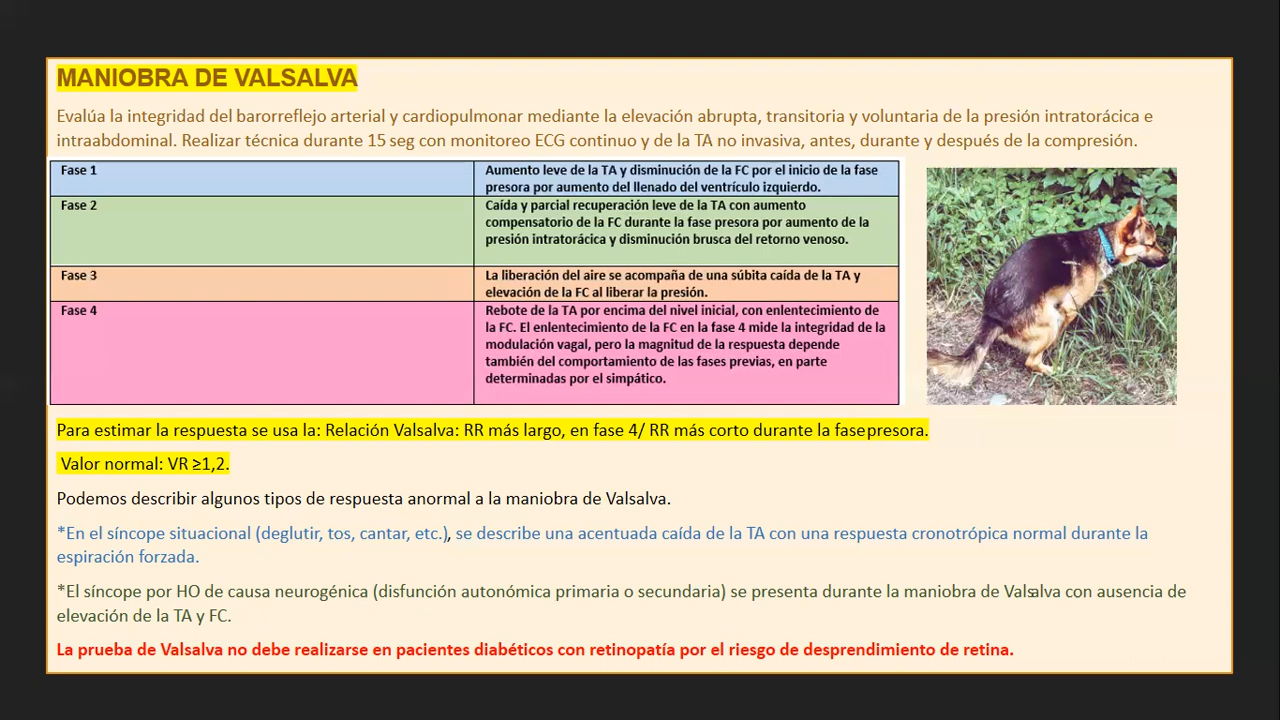 MANIOBRA DE VALSALVA
Evalúa la integridad del barorreflejo arterial y cardiopulmonar mediante la elevación abrupta, transitoria y voluntaria de la presión intratorácica e
intraabdominal. Realizar técnica durante 15 seg con monitoreo ECG continuo y de la TA no invasiva, antes, durante y después de la compresión.
Fase 1
Aumento leve de la TA y disminución de la FC por el inicio de la fase
presora por aumento del llenado del ventrículo izquierdo.
Fase 2
Caída y parcial recuperación leve de la TA con aumento
compensatorio de la FC durante la fase presora por aumento de la
presión intratorácica y disminución brusca del retorno venoso.
Fase 3
La liberación del aire se acompaña de una súbita caída de la TA y
elevación de la FC al liberar la presión.
Fase 4
Rebote de la TA por encima del nivel inicial, con enlentecimiento de
la FC. El enlentecimiento de la FC en la fase 4 mide la integridad de la
modulación vagal, pero la magnitud de la respuesta depende
también del comportamiento de las fases previas, en parte
determinadas por el simpático.
Para estimar la respuesta se usa la: Relación Valsalva: RR más largo, en fase 4/ RR más corto durante la fase presora.
Valor normal: VR ≥1,2.
Podemos describir algunos tipos de respuesta anormal a la maniobra de Valsalva.
*En el síncope situacional (deglutir, tos, cantar, etc.), se describe una acentuada caída de la TA con una respuesta cronotrópica normal durante la
espiración forzada.
*El síncope por HO de causa neurogénica (disfunción autonómica primaria o secundaria) se presenta durante la maniobra de Valsalva con ausencia de
elevación de la TA y FC.
La prueba de Valsalva no debe realizarse en pacientes diabéticos con retinopatía por el riesgo de desprendimiento de retina.